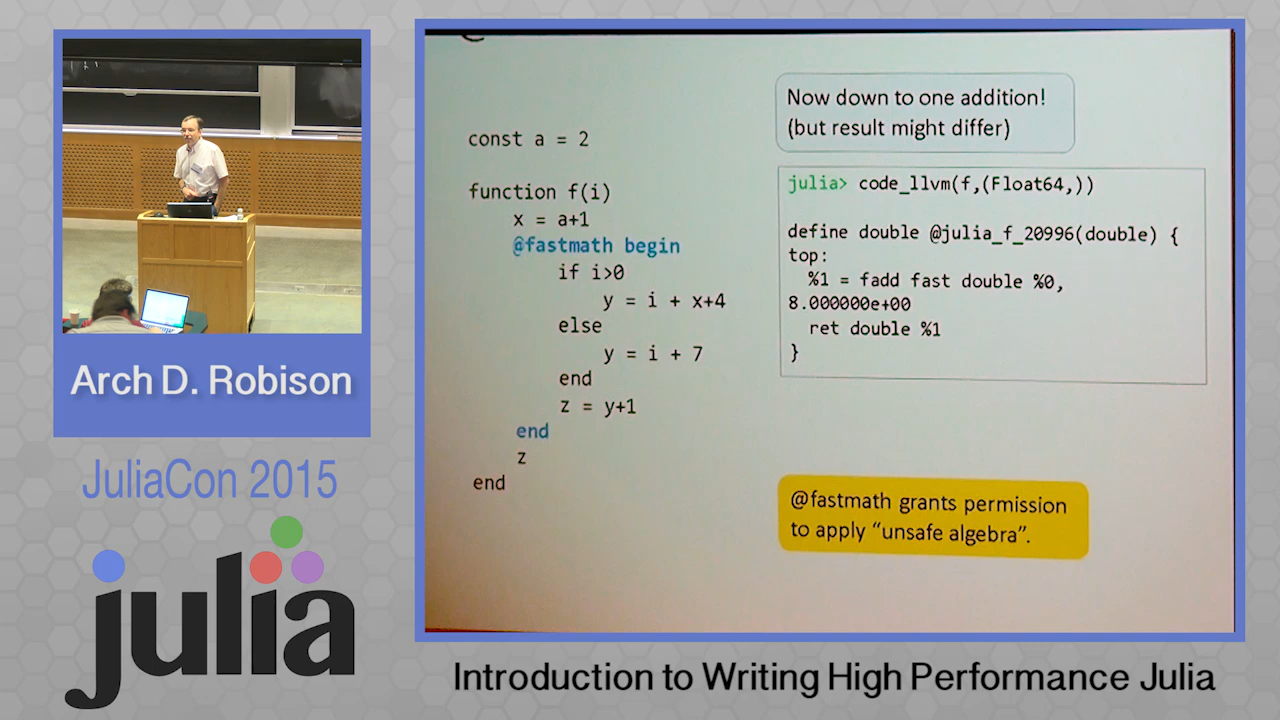 Arch D. Robison
JuliaCon 2015
julia
const a = 2
function f(i)
x = a+1
@fastmath begin
if i>0
y = i + x+4
else
y = i + 7
end
z = y+1
end
z
end
Now down to one addition!
(but result might differ)
julia> code_llvm(f,(Float64,))
define double @julia_f_20996(double) {
top:
%1 = fadd fast double %0,
8.000000e+00
ret double %1
}
@fastmath grants permission
to apply “unsafe algebra”.
Introduction to Writing High Performance Julia